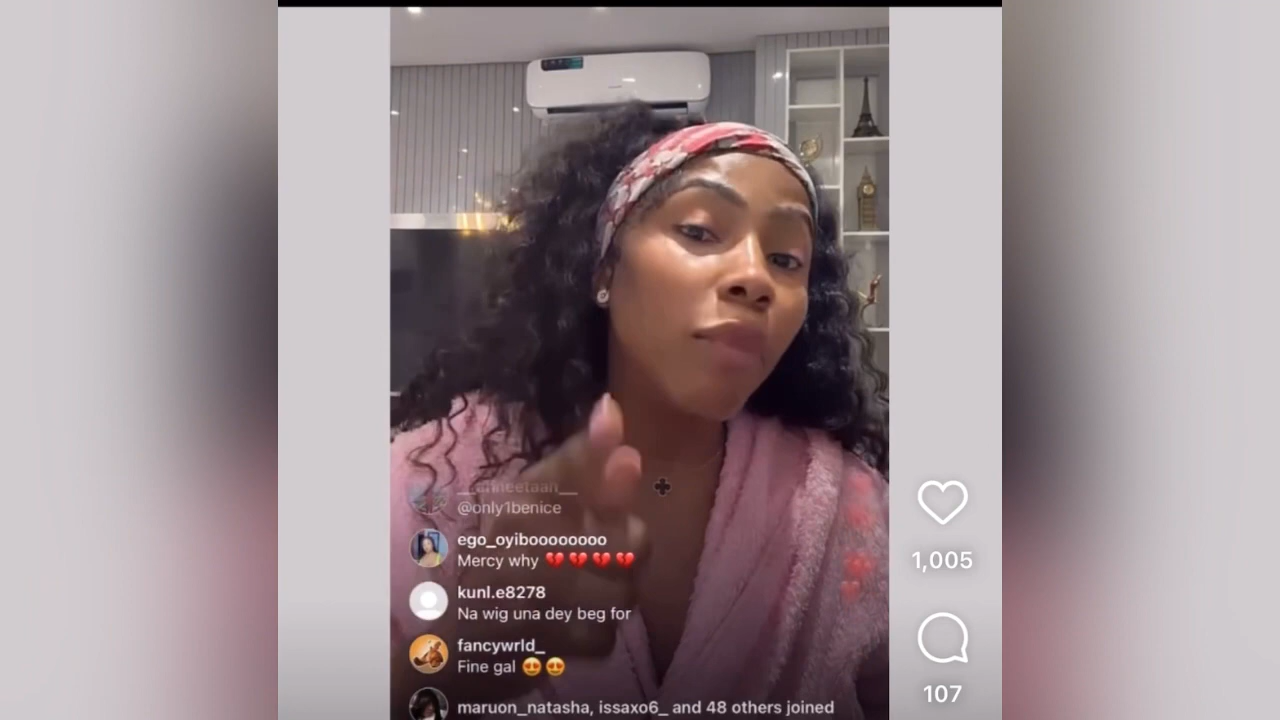 __anneetaan__
@only1benice
ego_oyiboooooooo
Mercy why 💔 💔 💔 💔
kunl.e8278
Na wig una dey beg for
fancywrld_
Fine gal 😍 😍
maruon_natasha, issaxo6_ and 48 others joined
1,005
107